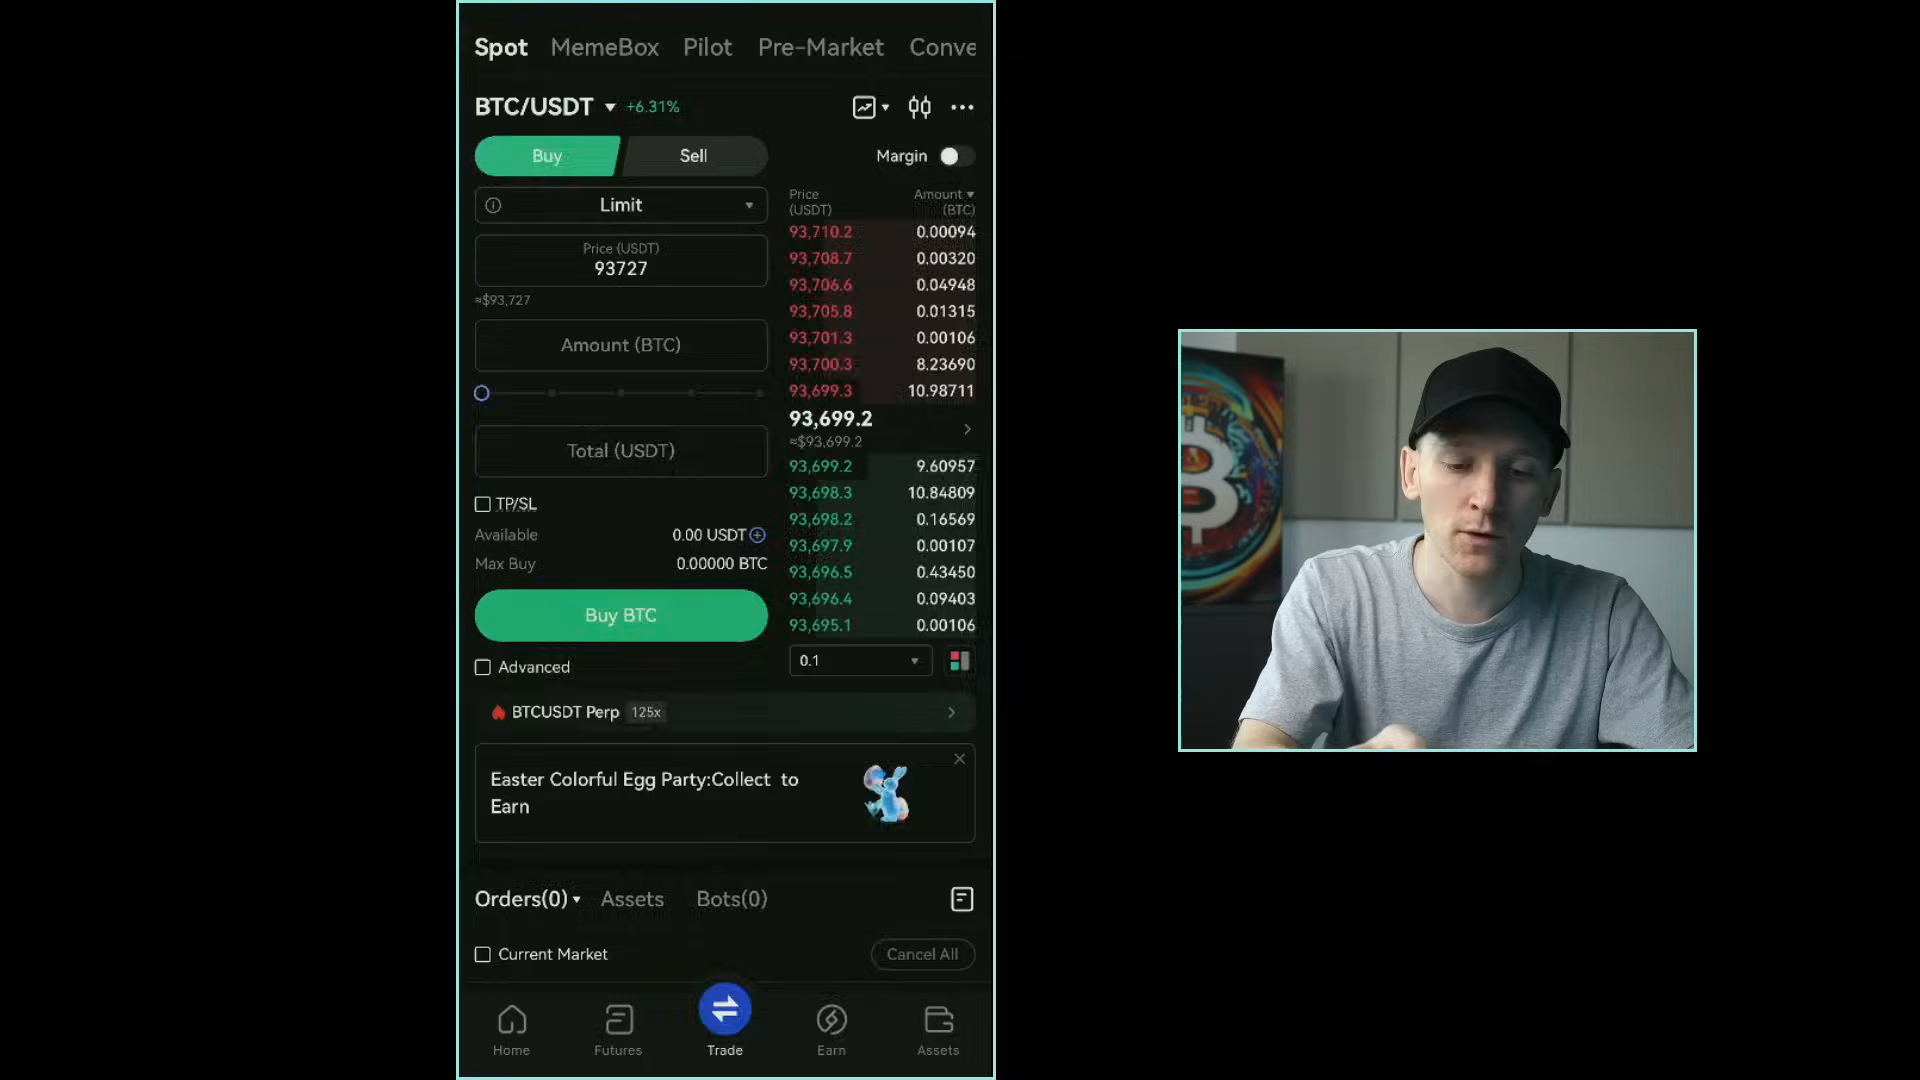 Spot MemeBox Pilot Pre-Market Conve
BTC/USDT +6.31%
Buy Sell Margin
Limit
Price (USDT)
93727
≈$93,727
Amount (BTC)
Total (USDT)
TP/SL
Available 0.00 USDT
Max Buy 0.00000 BTC
Buy BTC
Advanced
Price Amount
(USDT) (BTC)
93,710.2 0.00094
93,708.7 0.00320
93,706.6 0.04948
93,705.8 0.01315
93,701.3 0.00106
93,700.3 8.23690
93,699.3 10.98711
93,699.2
≈$93,699.2
93,699.2 9.60957
93,698.3 10.84809
93,698.2 0.16569
93,697.9 0.00107
93,696.5 0.43450
93,696.4 0.09403
93,695.1 0.00106
0.1
BTCUSDT Perp 125x
Easter Colorful Egg Party:Collect to
Earn
Orders(0) Assets Bots(0)
Current Market Cancel All
Home Futures Trade Earn Assets